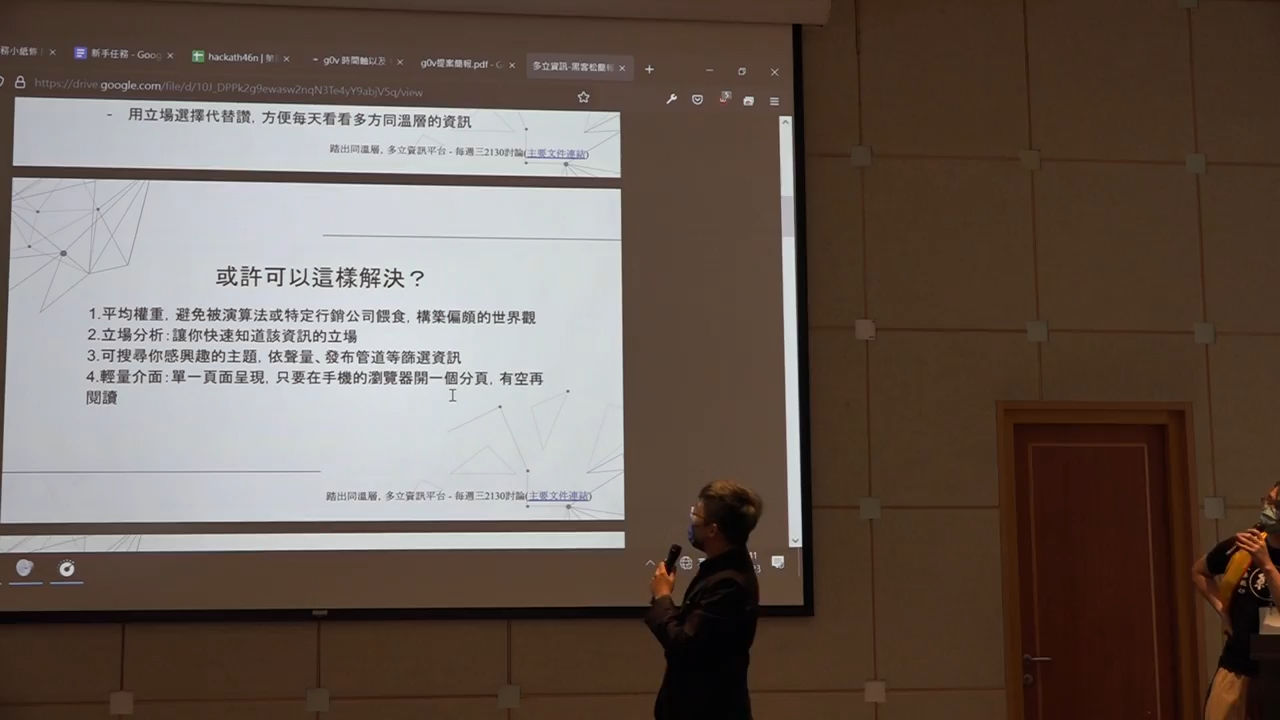 務小紙條
新手任務 - Goog
hackath46n | 架
g0v 時間軸以及
g0v提案簡報.pdf - G
多立資訊-黑客松簡報
https://drive.google.com/file/d/10J_DPPk2g9ewasw2nqN3Te4yY9abjV5q/view
- 用立場選擇代替讚, 方便每天看看多方同溫層的資訊
踏出同溫層, 多立資訊平台 - 每週三2130討論(主要文件連結)
或許可以這樣解決？
1.平均權重, 避免被演算法或特定行銷公司餵食, 構築偏頗的世界觀
2.立場分析：讓你快速知道該資訊的立場
3.可搜尋你感興趣的主題, 依聲量、發布管道等篩選資訊
4.輕量介面：單一頁面呈現, 只要在手機的瀏覽器開一個分頁, 有空再
閱讀
踏出同溫層, 多立資訊平台 - 每週三2130討論(主要文件連結)